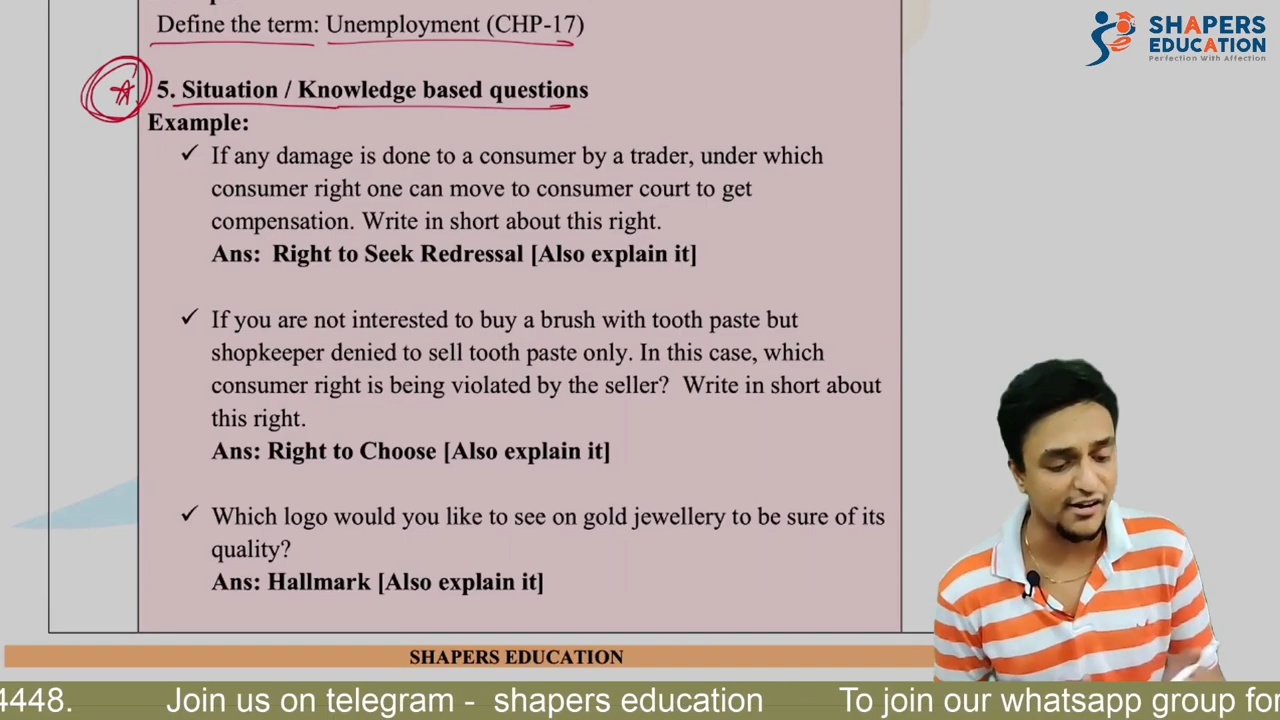 Define the term: Unemployment (CHP-17)
SHAPERS
EDUCATION
Perfection With Affection
5. Situation / Knowledge based questions
Example:
✓ If any damage is done to a consumer by a trader, under which
consumer right one can move to consumer court to get
compensation. Write in short about this right.
Ans: Right to Seek Redressal [Also explain it]
✓ If you are not interested to buy a brush with tooth paste but
shopkeeper denied to sell tooth paste only. In this case, which
consumer right is being violated by the seller? Write in short about
this right.
Ans: Right to Choose [Also explain it]
✓ Which logo would you like to see on gold jewellery to be sure of its
quality?
Ans: Hallmark [Also explain it]
SHAPERS EDUCATION
4448. Join us on telegram - shapers education To join our whatsapp group for